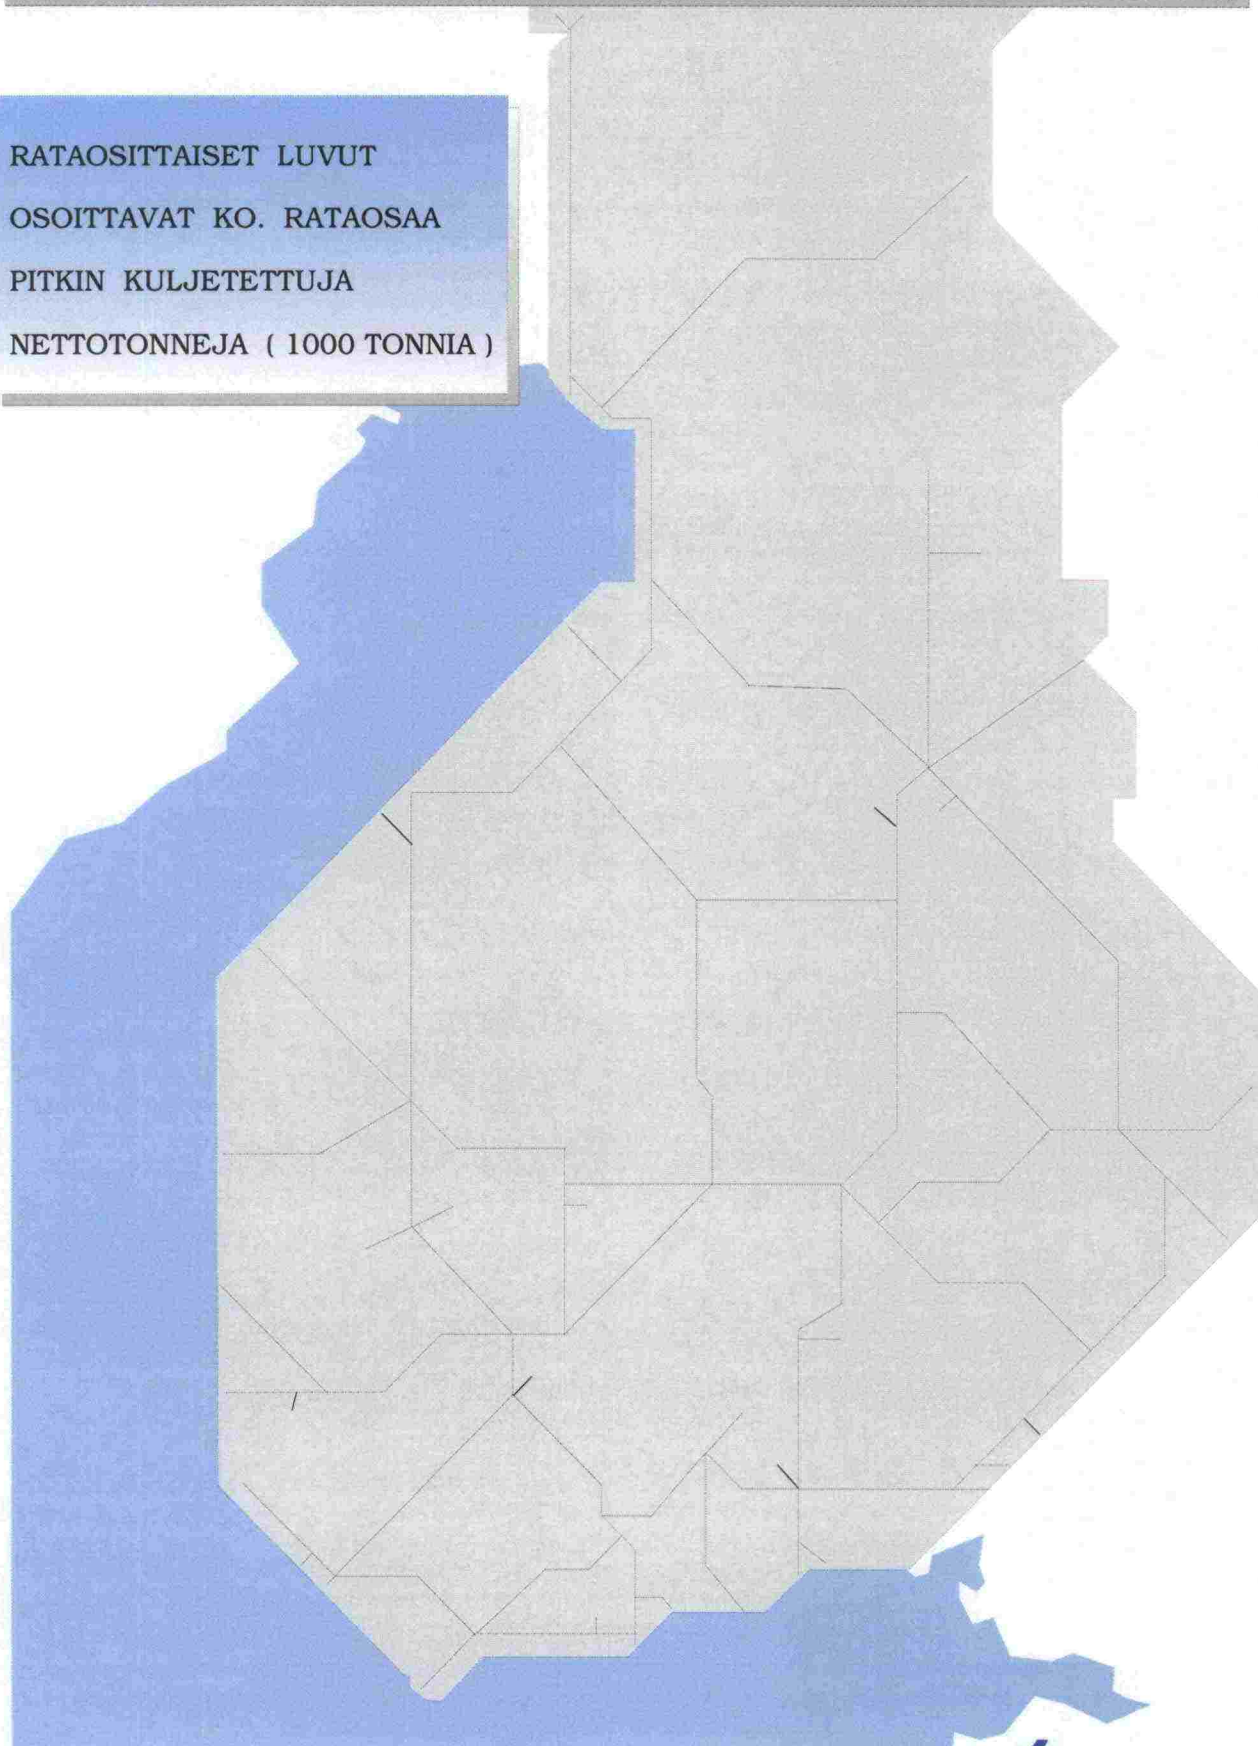 RATAOSITTAISET LUVUT
OSOITTAVAT KO. RATAOSAA
PITKIN KULJETETTUJA
NETTOTONNEJA ( 1000 TONNIA )